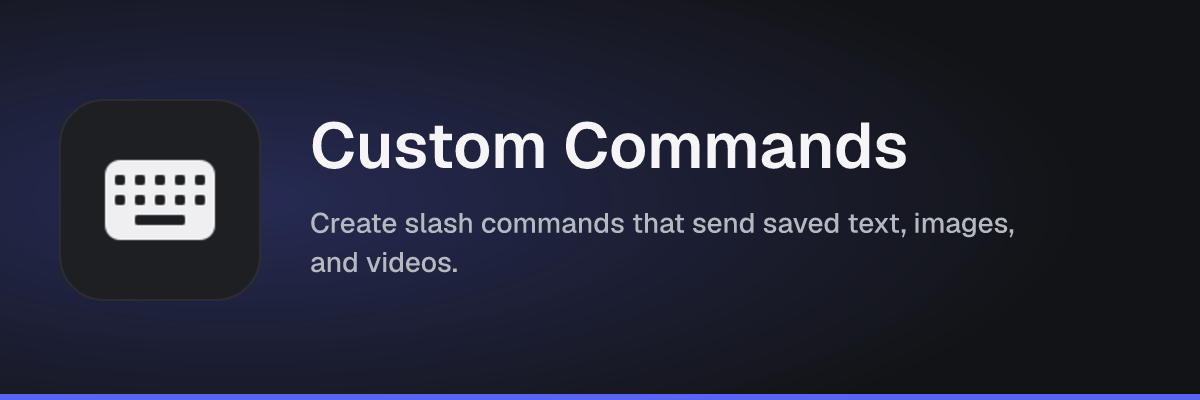 Custom Commands
Create slash commands that send saved text, images,
and videos.